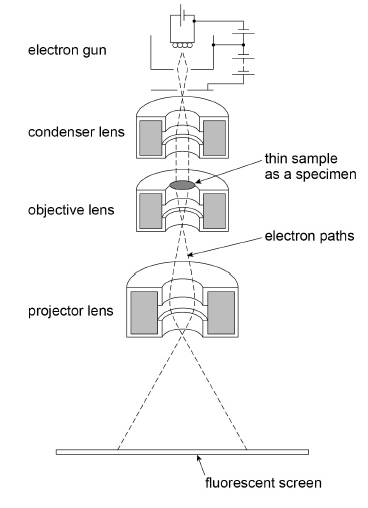 electron gun
condenser lens
thin sample
as a specimen
objective lens
electron paths
projector lens
fluorescent screen